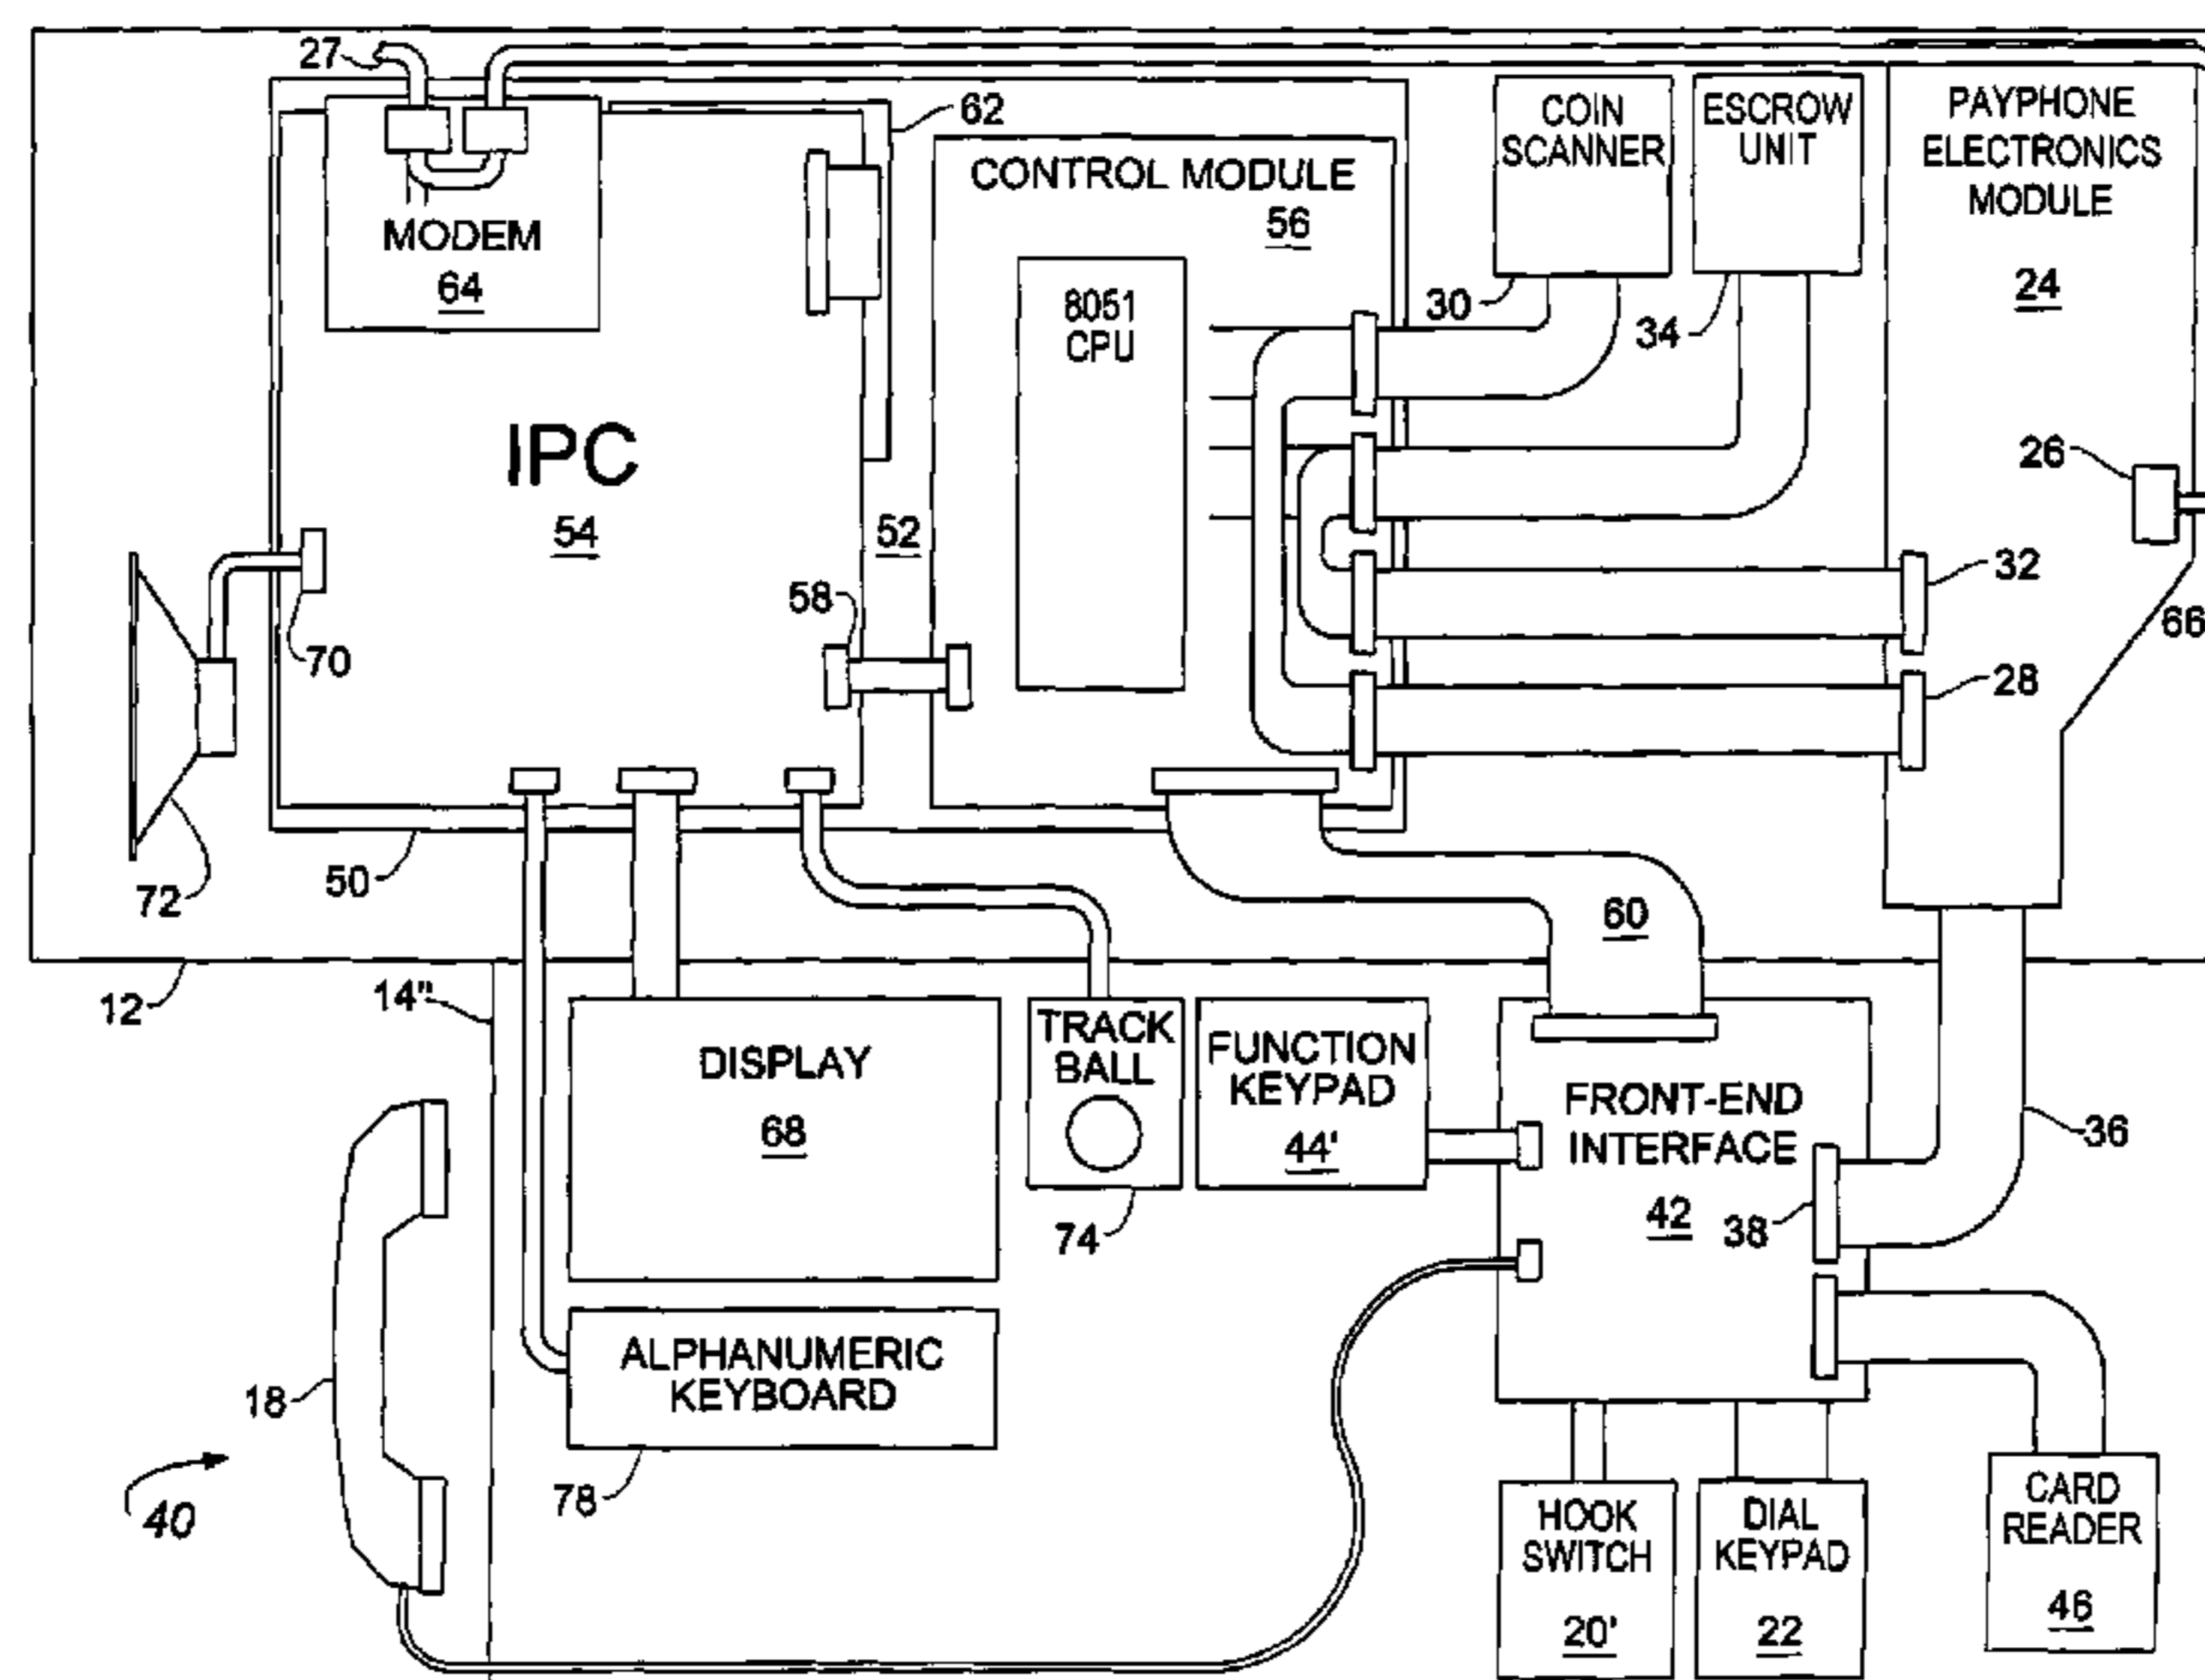 27
62
COIN
SCANNER
ESCROW
UNIT
PAYPHONE
ELECTRONICS
MODULE
24
CONTROL MODULE
56
MODEM
64
8051
CPU
30
34
IPC
54
52
26
32
66
58
70
28
72
50
60
12
14"
DISPLAY
68
TRACK
BALL
74
FUNCTION
KEYPAD
44'
FRONT-END
INTERFACE
42
38
36
ALPHANUMERIC
KEYBOARD
78
18
40
HOOK
SWITCH
20'
DIAL
KEYPAD
22
CARD
READER
46